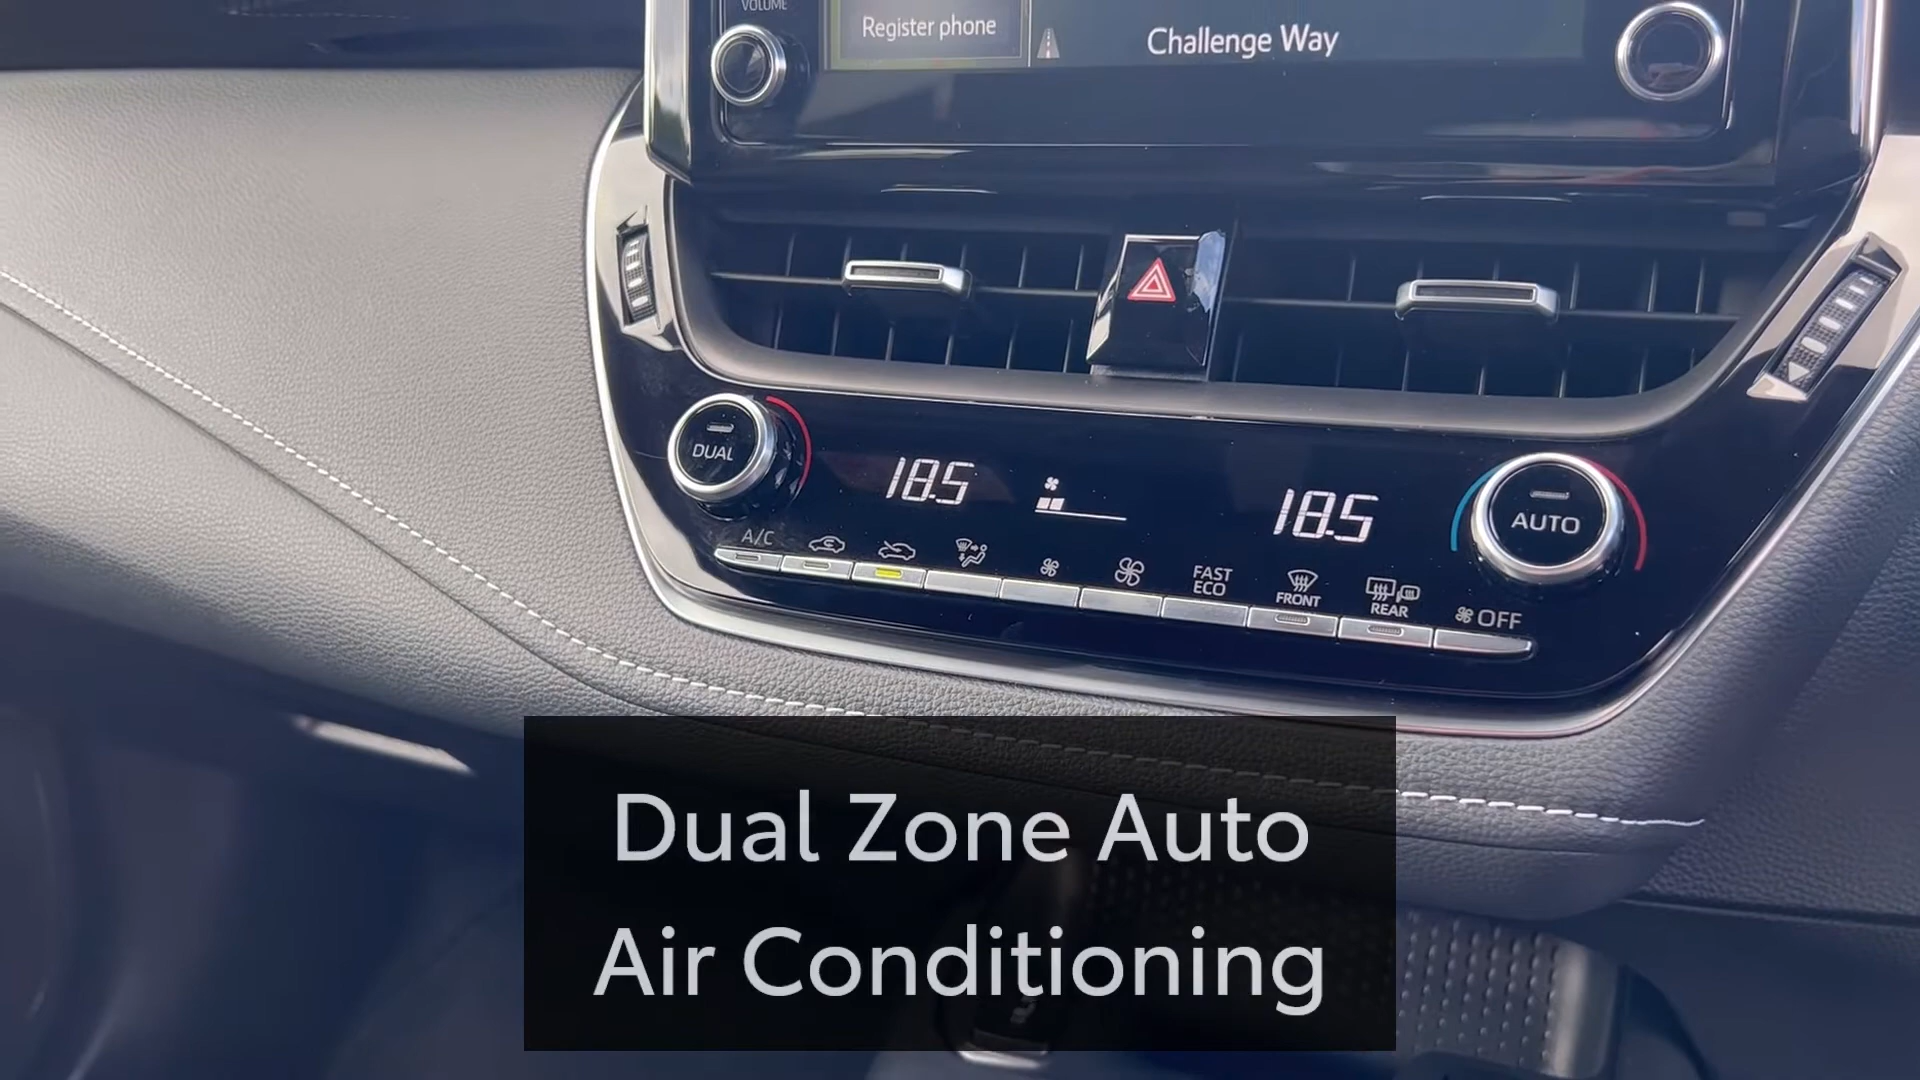 VOLUME
Register phone
Challenge Way
DUAL
18.5
18.5
AUTO
A/C
FAST
ECO
FRONT
REAR
OFF
Dual Zone Auto
Air Conditioning